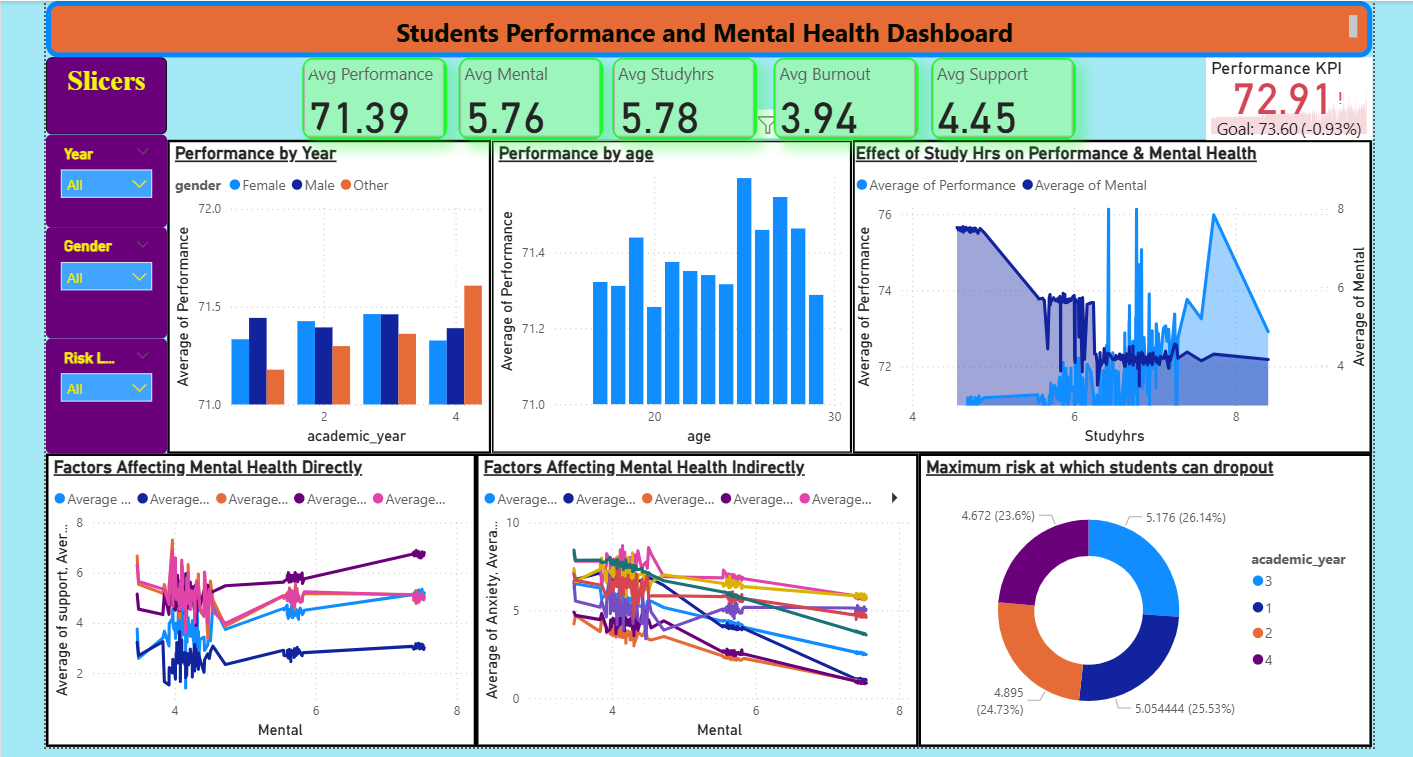 Students Performance and Mental Health Dashboard
Slicers
Avg Performance
71.39
Avg Mental
5.76
Avg Studyhrs
5.78
Avg Burnout
3.94
Avg Support
4.45
Performance KPI
72.91!
Goal: 73.60 (-0.93%)
Year
All
Gender
All
Risk L...
All
Performance by Year
gender Female Male Other
Average of Performance
72.0
71.5
71.0
2 4
academic_year
Performance by age
Average of Performance
71.4
71.2
71.0
20 30
age
Effect of Study Hrs on Performance & Mental Health
Average of Performance Average of Mental
Average of Performance
76
74
72
8
6
4
Average of Mental
4 6 8
Studyhrs
Factors Affecting Mental Health Directly
Average ... Average... Average... Average... Average...
Average of support, Aver...
8
6
4
2
4 6 8
Mental
Factors Affecting Mental Health Indirectly
Average... Average... Average... Average... Average...
Average of Anxiety, Avera...
10
5
0
4 6 8
Mental
Maximum risk at which students can dropout
4.672 (23.6%)
5.176 (26.14%)
4.895
(24.73%)
5.054444 (25.53%)
academic_year
3
1
2
4